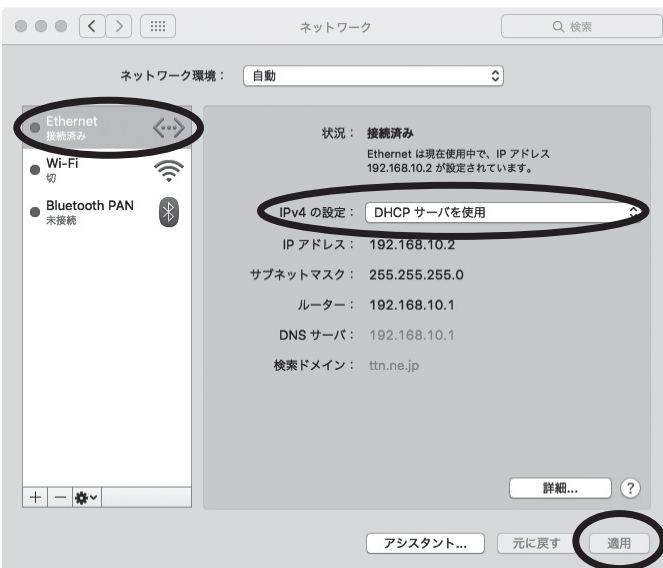 ネットワーク
検索
ネットワーク環境： 自動
Ethernet
接続済み
Wi-Fi
切
Bluetooth PAN
未接続
状況： 接続済み
Ethernet は現在使用中で、IP アドレス
192.168.10.2 が設定されています。
IPv4 の設定： DHCP サーバを使用
IP アドレス： 192.168.10.2
サブネットマスク： 255.255.255.0
ルーター： 192.168.10.1
DNS サーバ： 192.168.10.1
検索ドメイン： ttn.ne.jp
詳細... ?
アシスタント... 元に戻す 適用